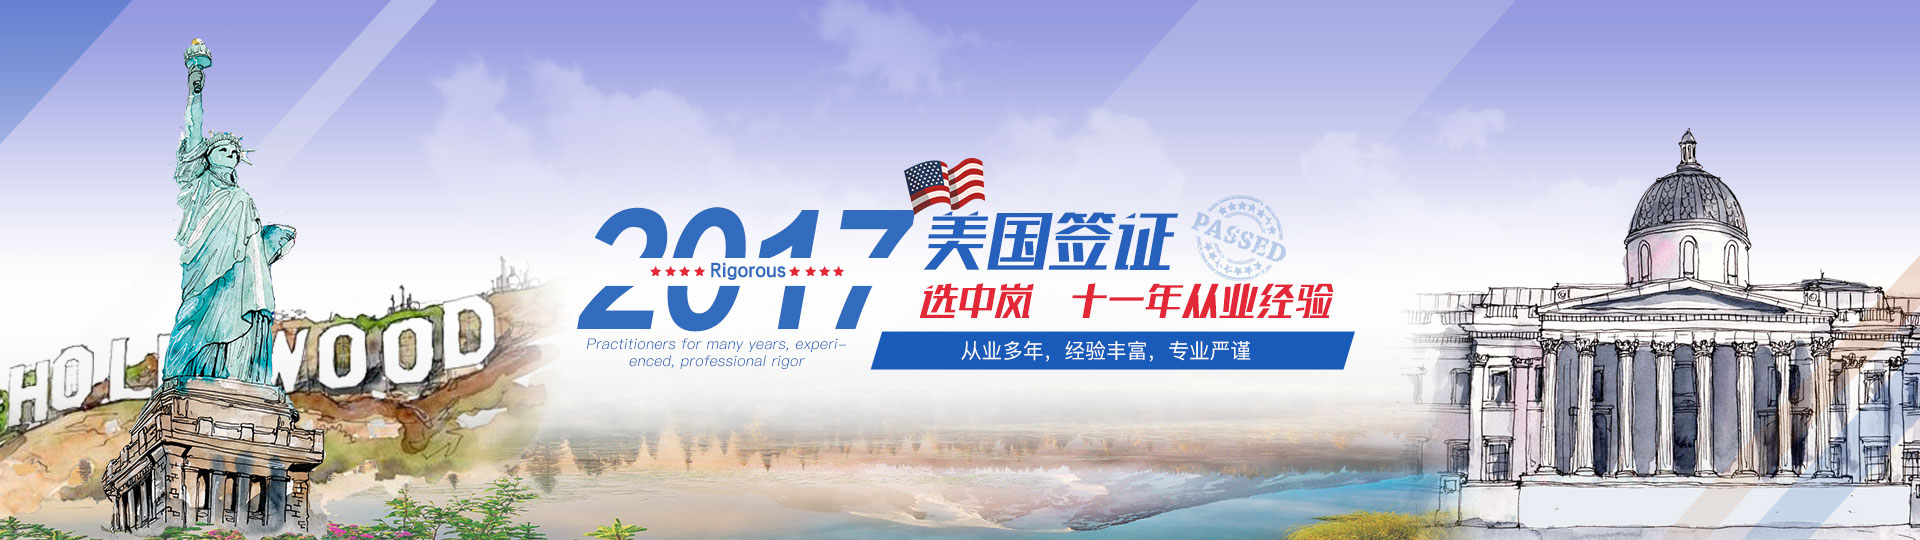 HOLLYWOOD
2017
★★★★Rigorous★★★★
Practitioners for many years, experi-
enced, professional rigor
美国签证
PASSED
选中岚 十一年从业经验
从业多年，经验丰富，专业严谨